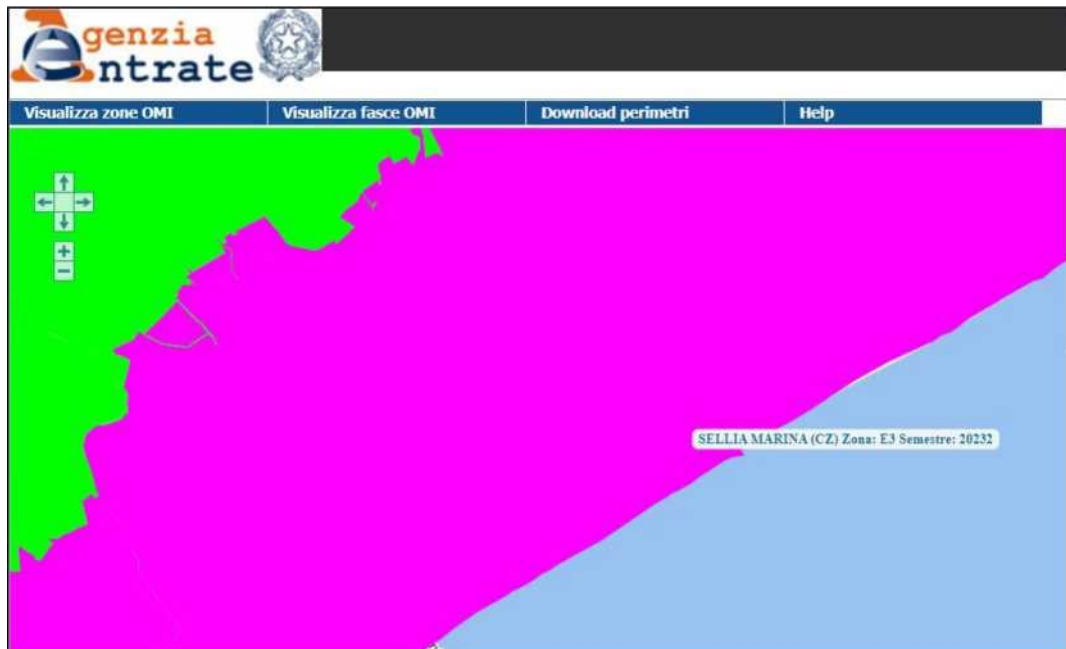 genzia
ntrate
Visualizza zone OMI
Visualizza fasce OMI
Download perimetri
Help
SELLIA MARINA (CZ) Zona: E3 Semestre: 20232